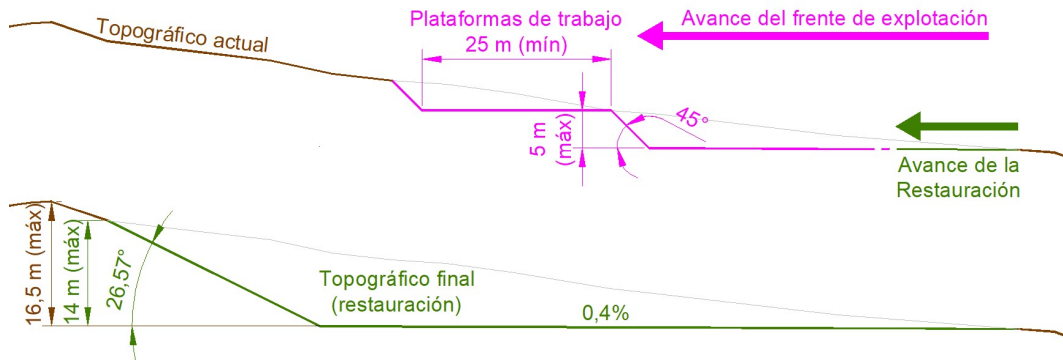 Topográfico actual
Plataformas de trabajo
25 m (mín)
Avance del frente de explotación
5 m
(máx)
45°
Avance de la
Restauración
16,5 m (máx)
14 m (máx)
26,57°
Topográfico final
(restauración)
0,4%